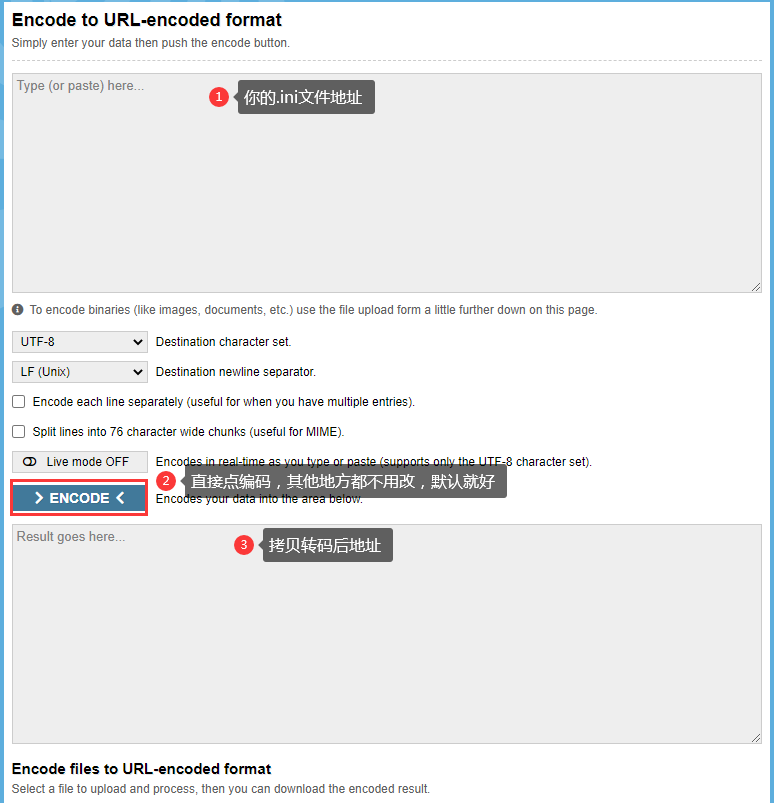 Encode to URL-encoded format
Simply enter your data then push the encode button.
Type (or paste) here...
1 你的.ini文件地址
To encode binaries (like images, documents, etc.) use the file upload form a little further down on this page.
UTF-8 Destination character set.
LF (Unix) Destination newline separator.
Encode each line separately (useful for when you have multiple entries).
Split lines into 76 character wide chunks (useful for MIME).
Live mode OFF Encodes in real-time as you type or paste (supports only the UTF-8 character set).
2 直接点编码，其他地方都不用改，默认就好
ENCODE Encodes your data into the area below.
Result goes here...
3 拷贝转码后地址
Encode files to URL-encoded format
Select a file to upload and process, then you can download the encoded result.